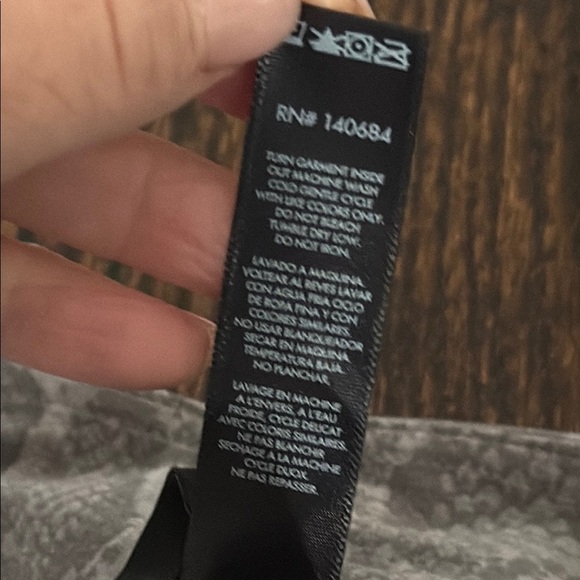 RN# 140684
TURN GARMENT INSIDE
OUT MACHINE WASH
COLD GENTLE CYCLE
WITH LIKE COLORS ONLY.
DO NOT BLEACH
TUMBLE DRY LOW.
DO NOT IRON.
LAVADO A MAQUINA.
VOLTEAR AL REVES LAVAR
CON AGUA FRIA CICLO
DE ROPA FINA Y CON
COLORES SIMILARES.
NO USAR BLANQUEADOR
SECAR EN MAQUINA
TEMPERATURA BAJA.
NO PLANCHAR.
LAVAGE EN MACHINE
A L'ENVERS, A L'EAU
FROIDE, CYCLE DELICAT
AVEC COLORIS SIMILAIRES.
NE PAS BLANCHIR
SECHAGE A LA MACHINE
CYCLE DUOX.
NE PAS REPASSER.